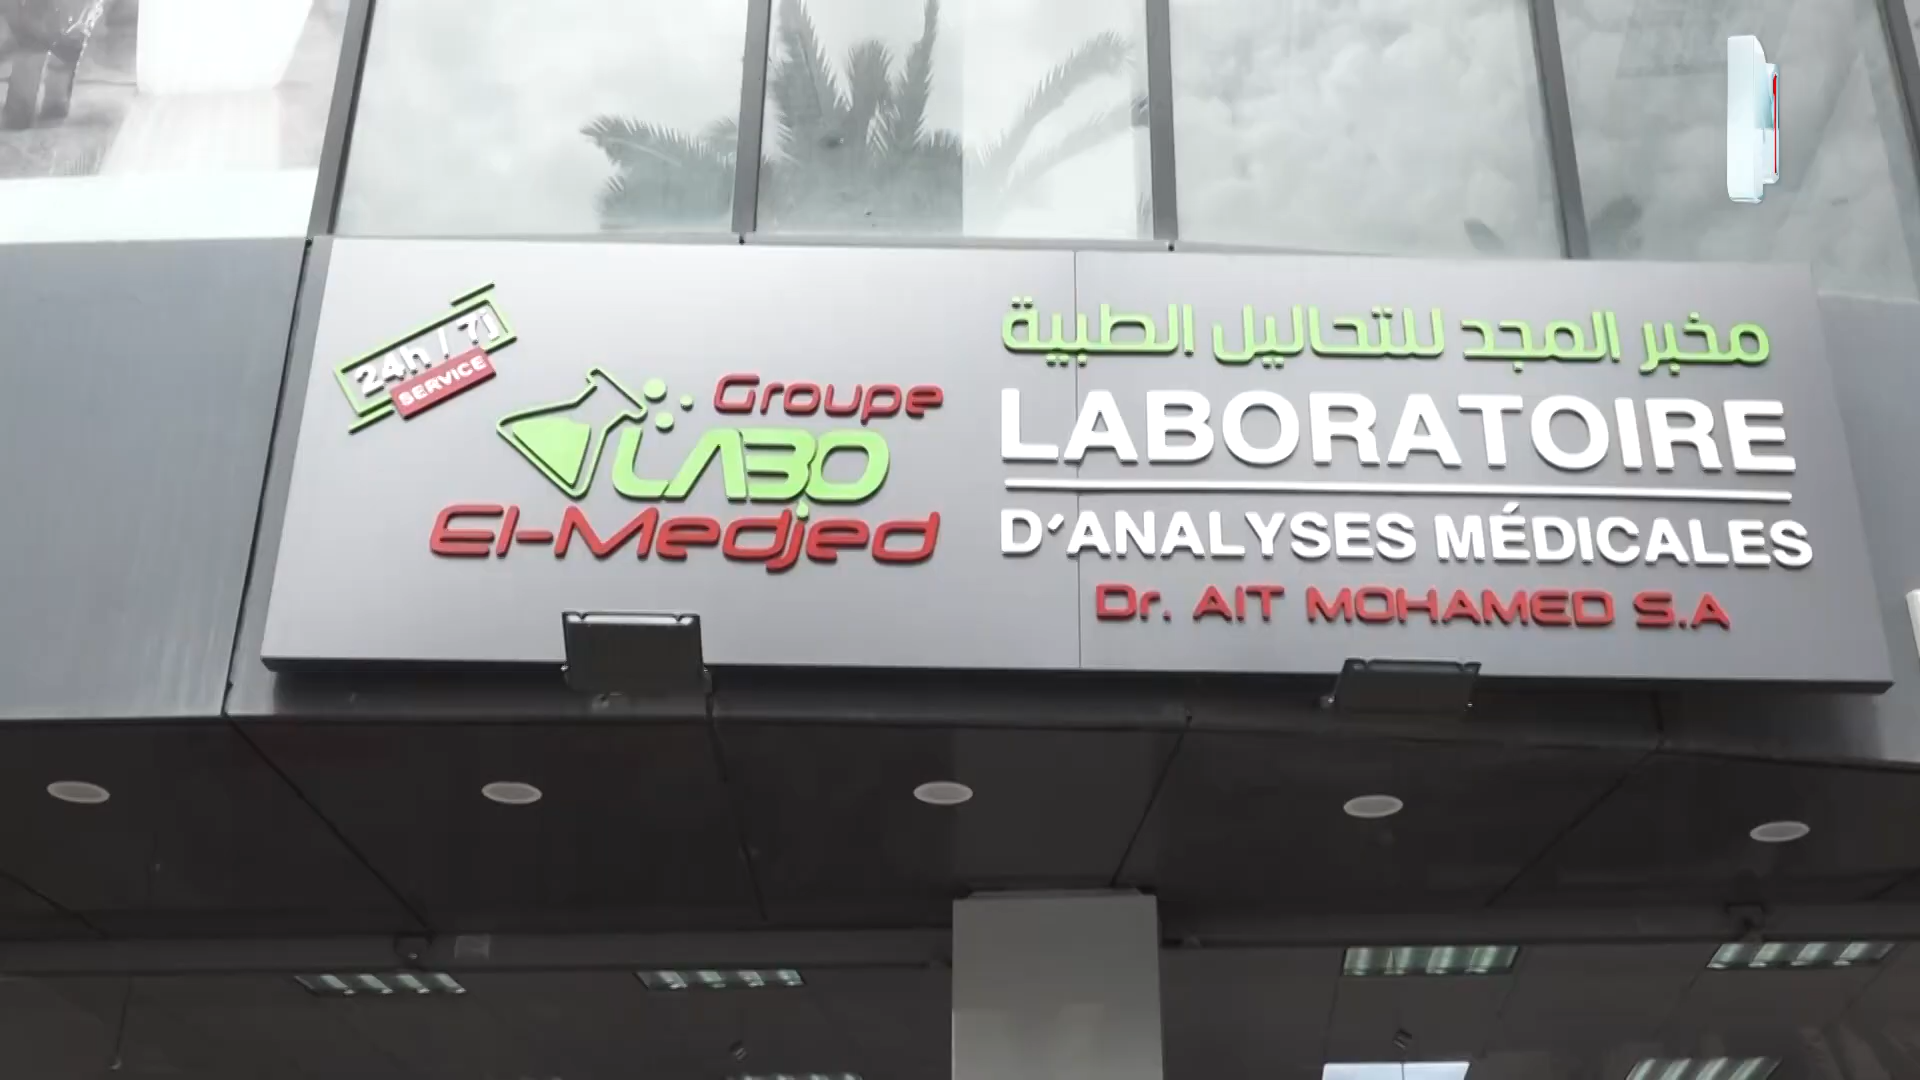 24h / 7j
SERVICE
Groupe
LABO
El-Medjed
مخبر المجد للتحاليل الطبية
LABORATOIRE
D'ANALYSES MÉDICALES
Dr. AIT MOHAMED S.A